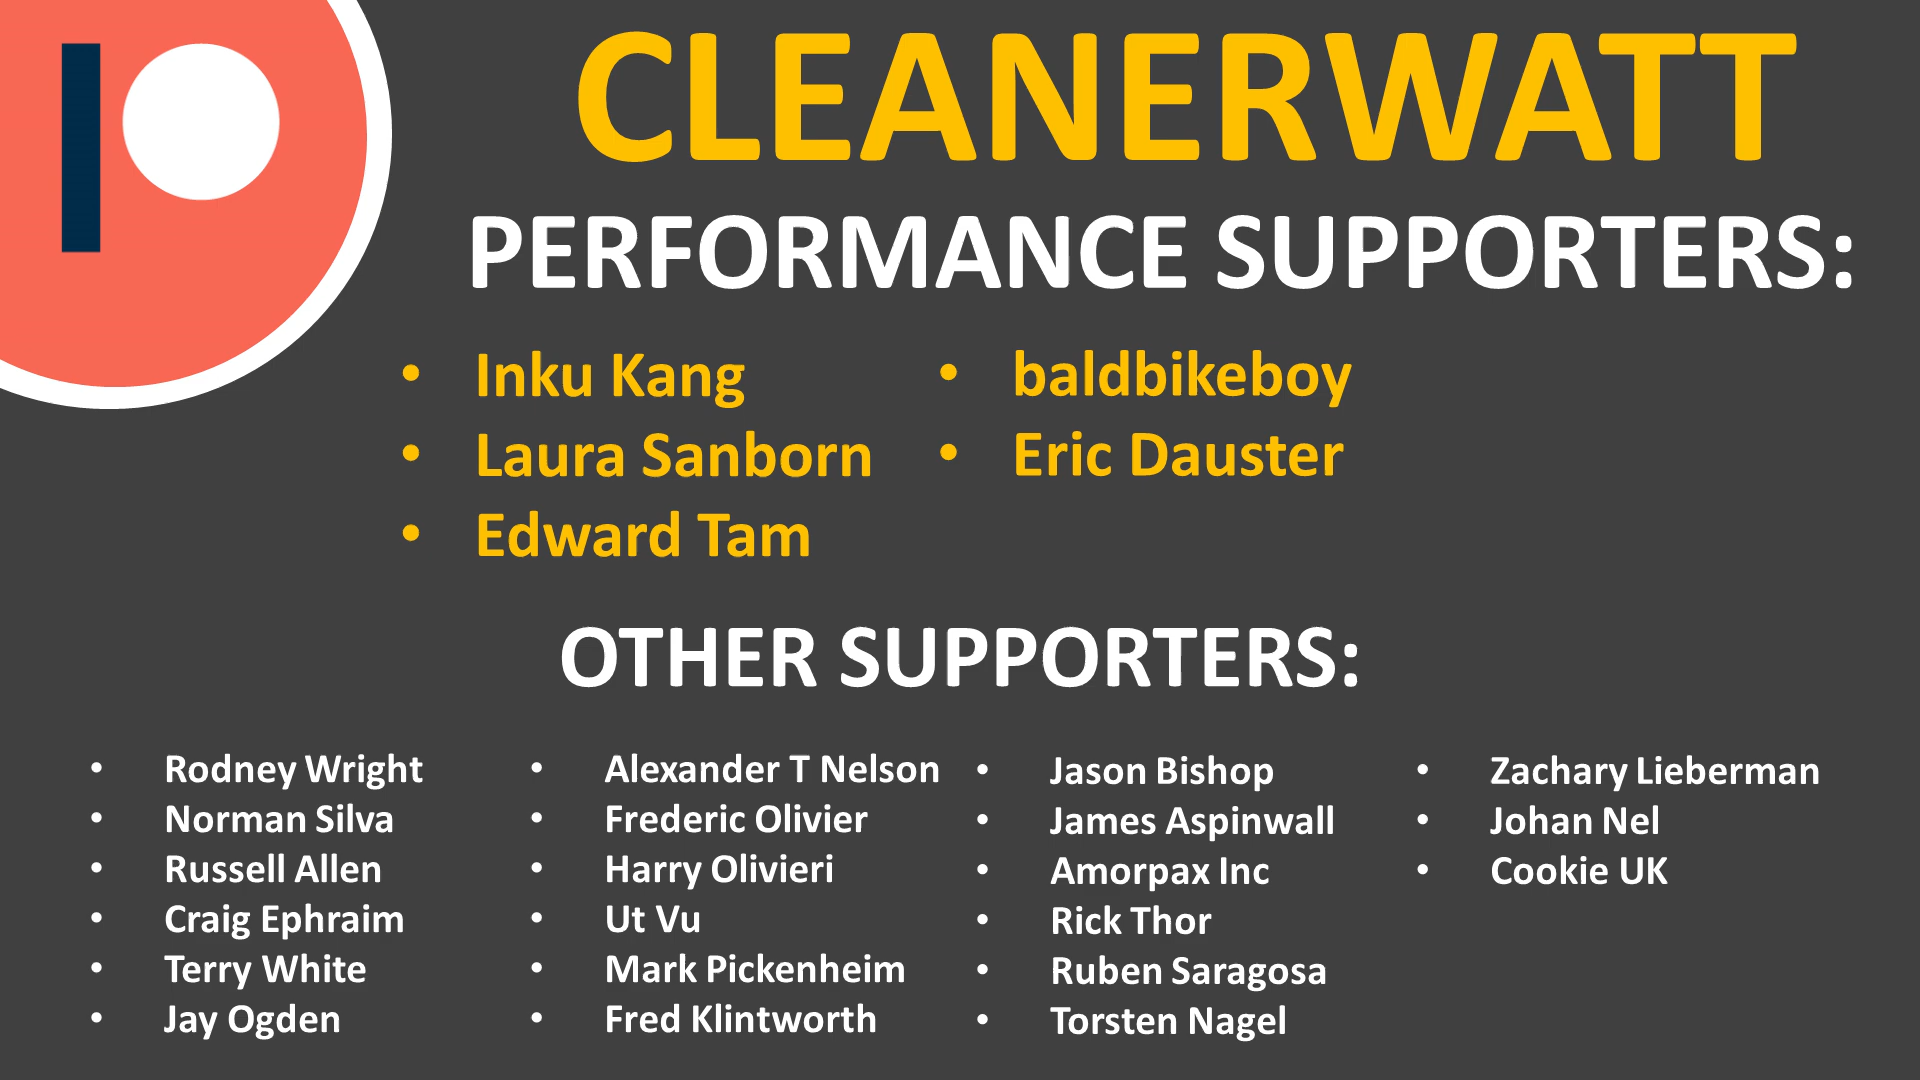 CLEANERWATT
PERFORMANCE SUPPORTERS:
• Inku Kang
• Laura Sanborn
• Edward Tam
• baldbikeboy
• Eric Dauster
OTHER SUPPORTERS:
• Rodney Wright
• Norman Silva
• Russell Allen
• Craig Ephraim
• Terry White
• Jay Ogden
• Alexander T Nelson
• Frederic Olivier
• Harry Olivieri
• Ut Vu
• Mark Pickenheim
• Fred Klintworth
• Jason Bishop
• James Aspinwall
• Amorpax Inc
• Rick Thor
• Ruben Saragosa
• Torsten Nagel
• Zachary Lieberman
• Johan Nel
• Cookie UK